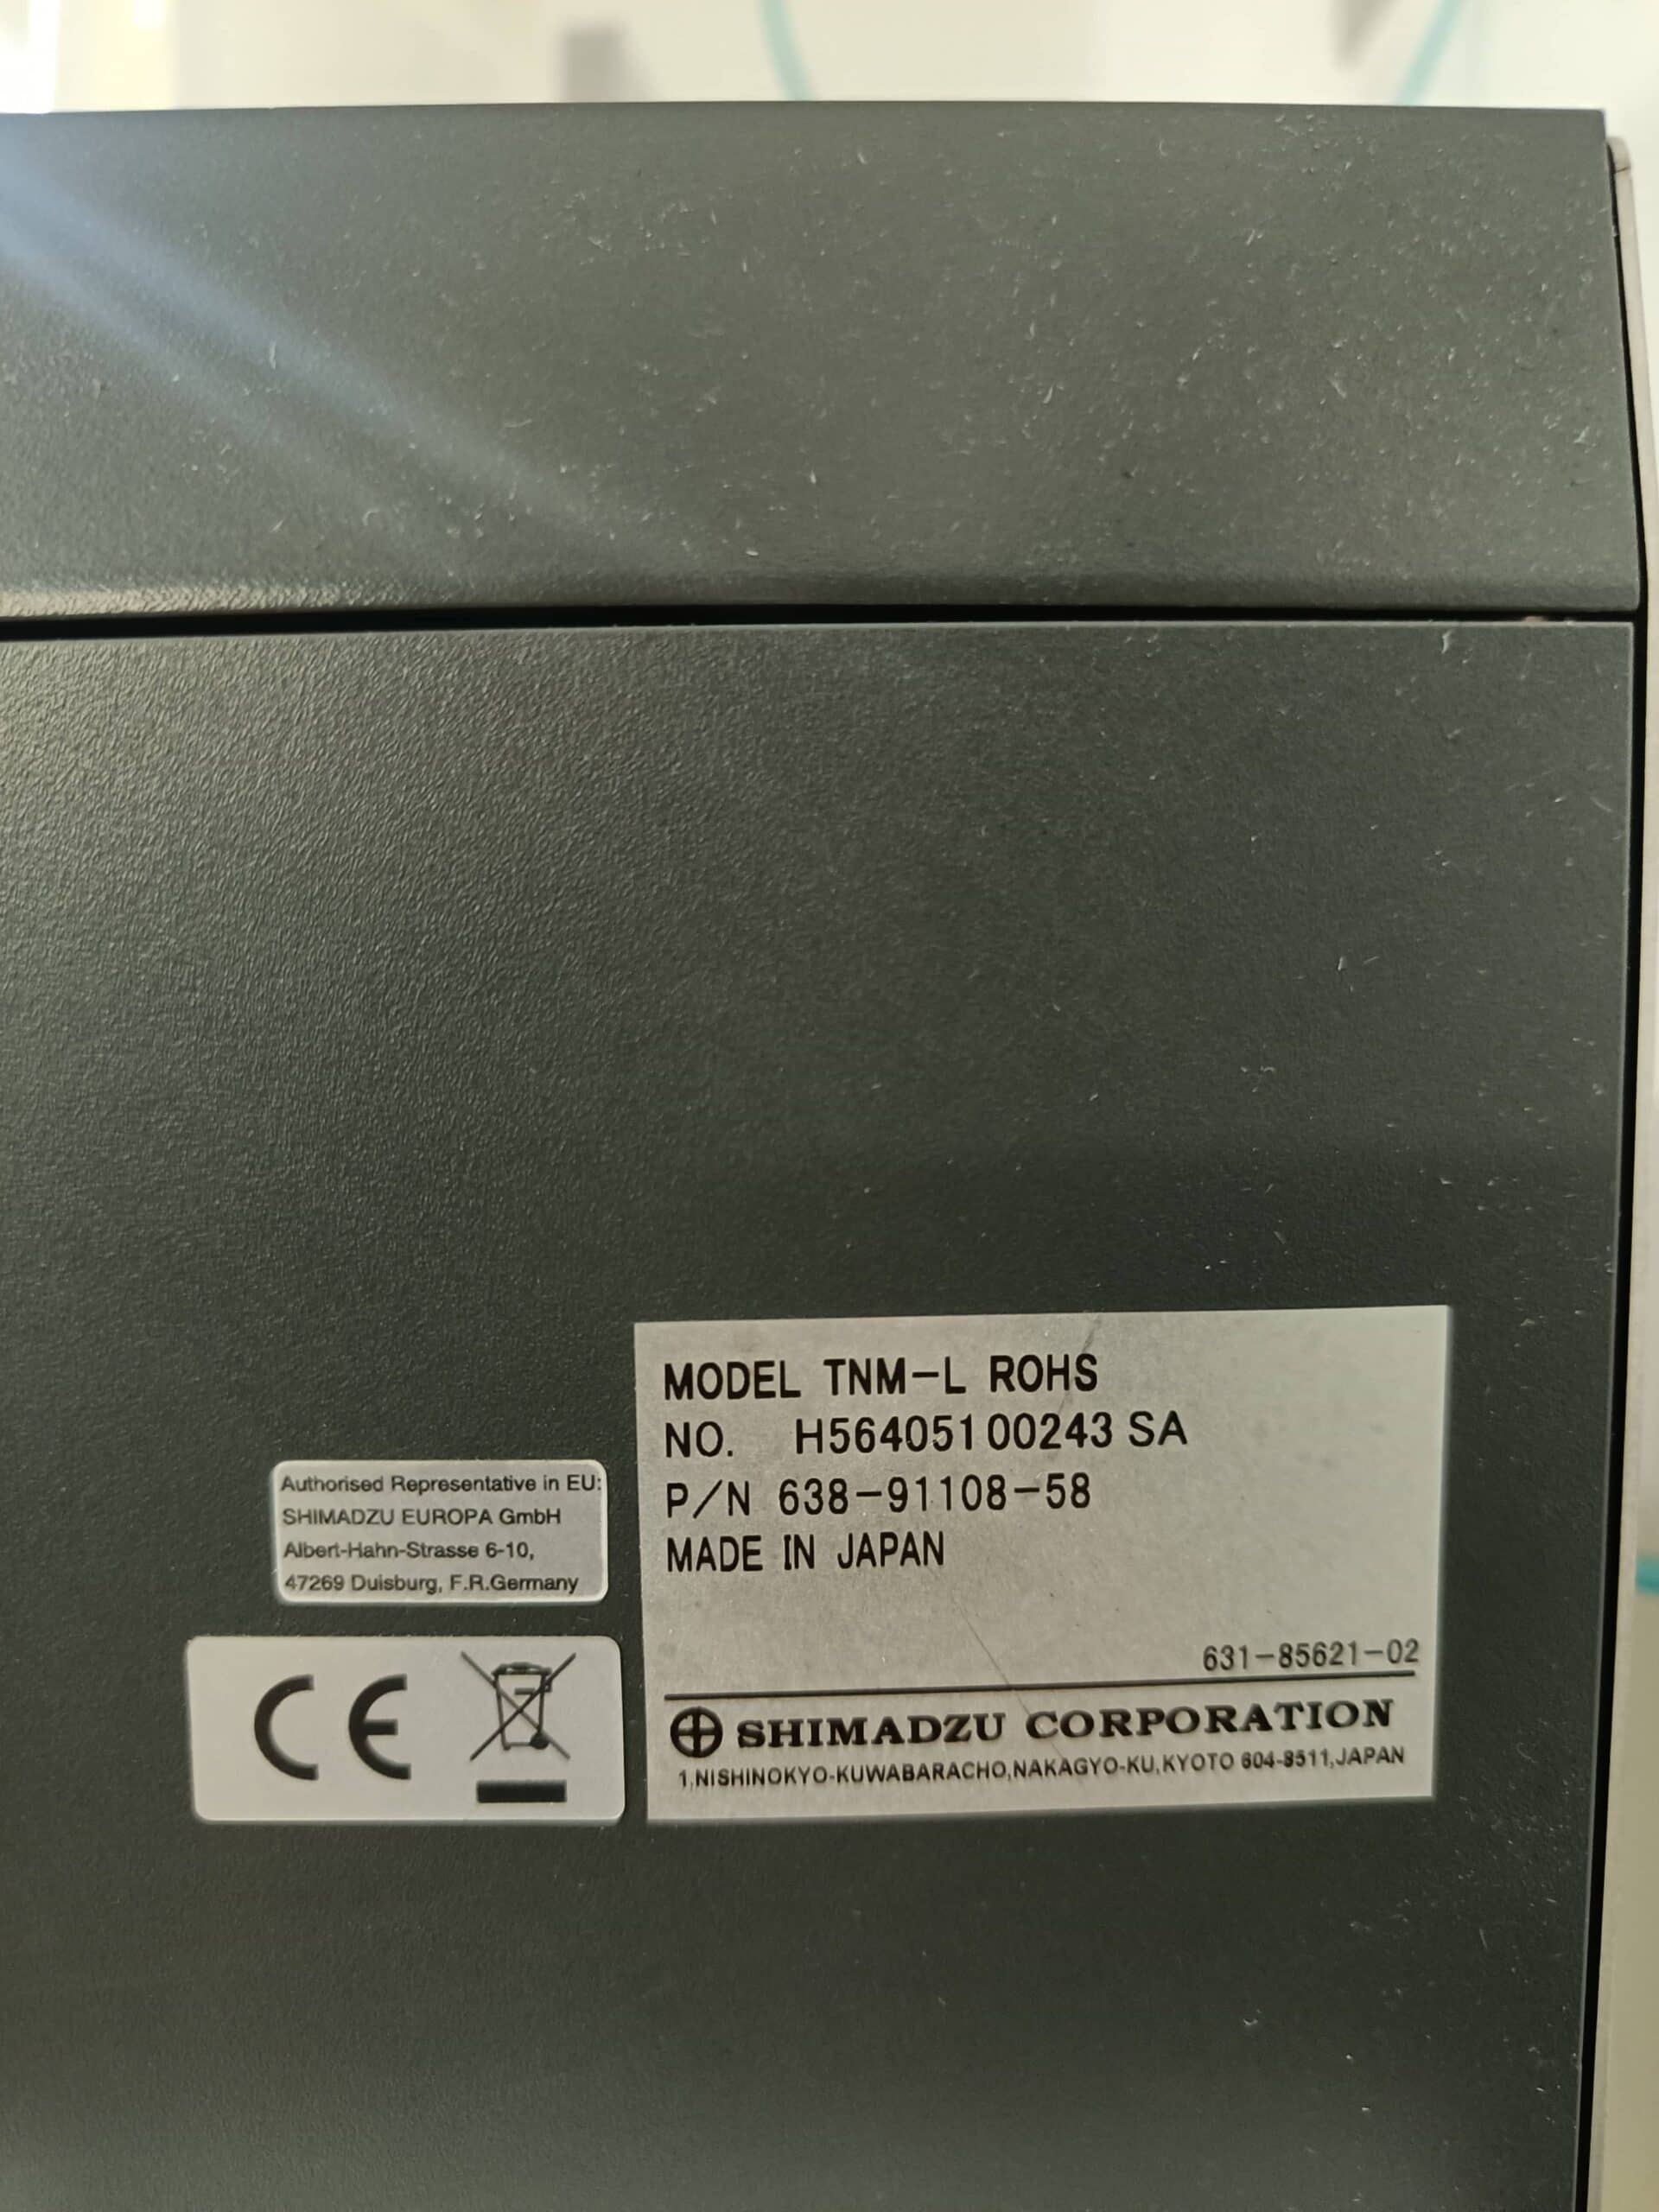 MODEL TNM-L ROHS
NO. H56405100243 SA
P/N 638-91108-58
MADE IN JAPAN
631-85621-02
SHIMADZU CORPORATION
1,NISHINOKYO-KUWABARACHO,NAKAGYO-KU,KYOTO 604-8511,JAPAN
Authorised Representative in EU:
SHIMADZU EUROPA GmbH
Albert-Hahn-Strasse 6-10,
47269 Duisburg, F.R.Germany
CE